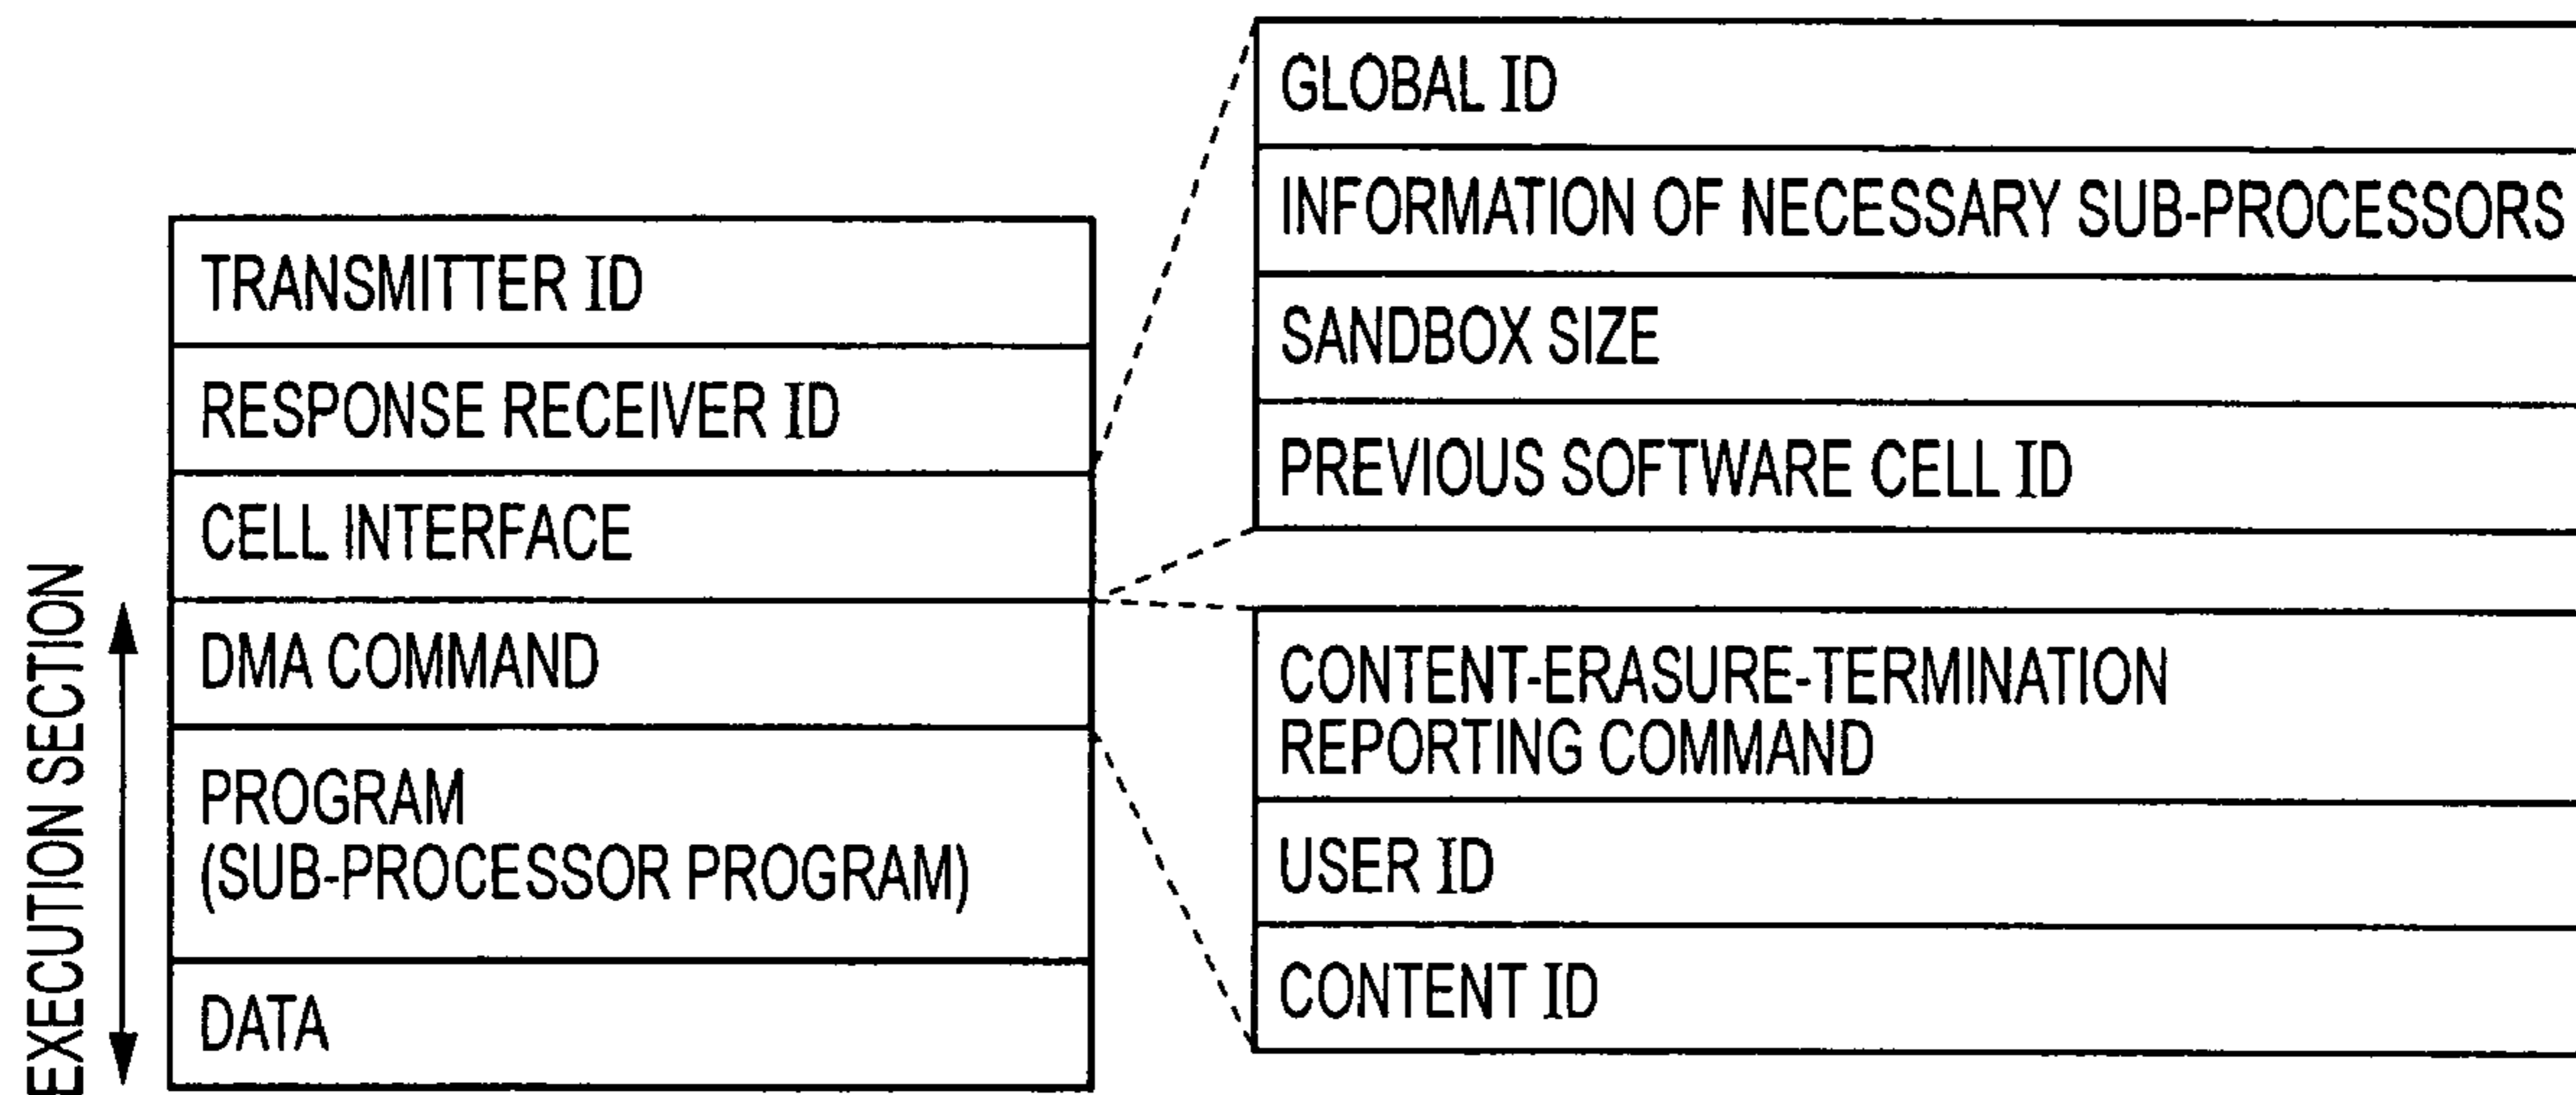 TRANSMITTER ID
RESPONSE RECEIVER ID
CELL INTERFACE
DMA COMMAND
PROGRAM
(SUB-PROCESSOR PROGRAM)
DATA
EXECUTION SECTION
GLOBAL ID
INFORMATION OF NECESSARY SUB-PROCESSORS
SANDBOX SIZE
PREVIOUS SOFTWARE CELL ID
CONTENT-ERASURE-TERMINATION
REPORTING COMMAND
USER ID
CONTENT ID